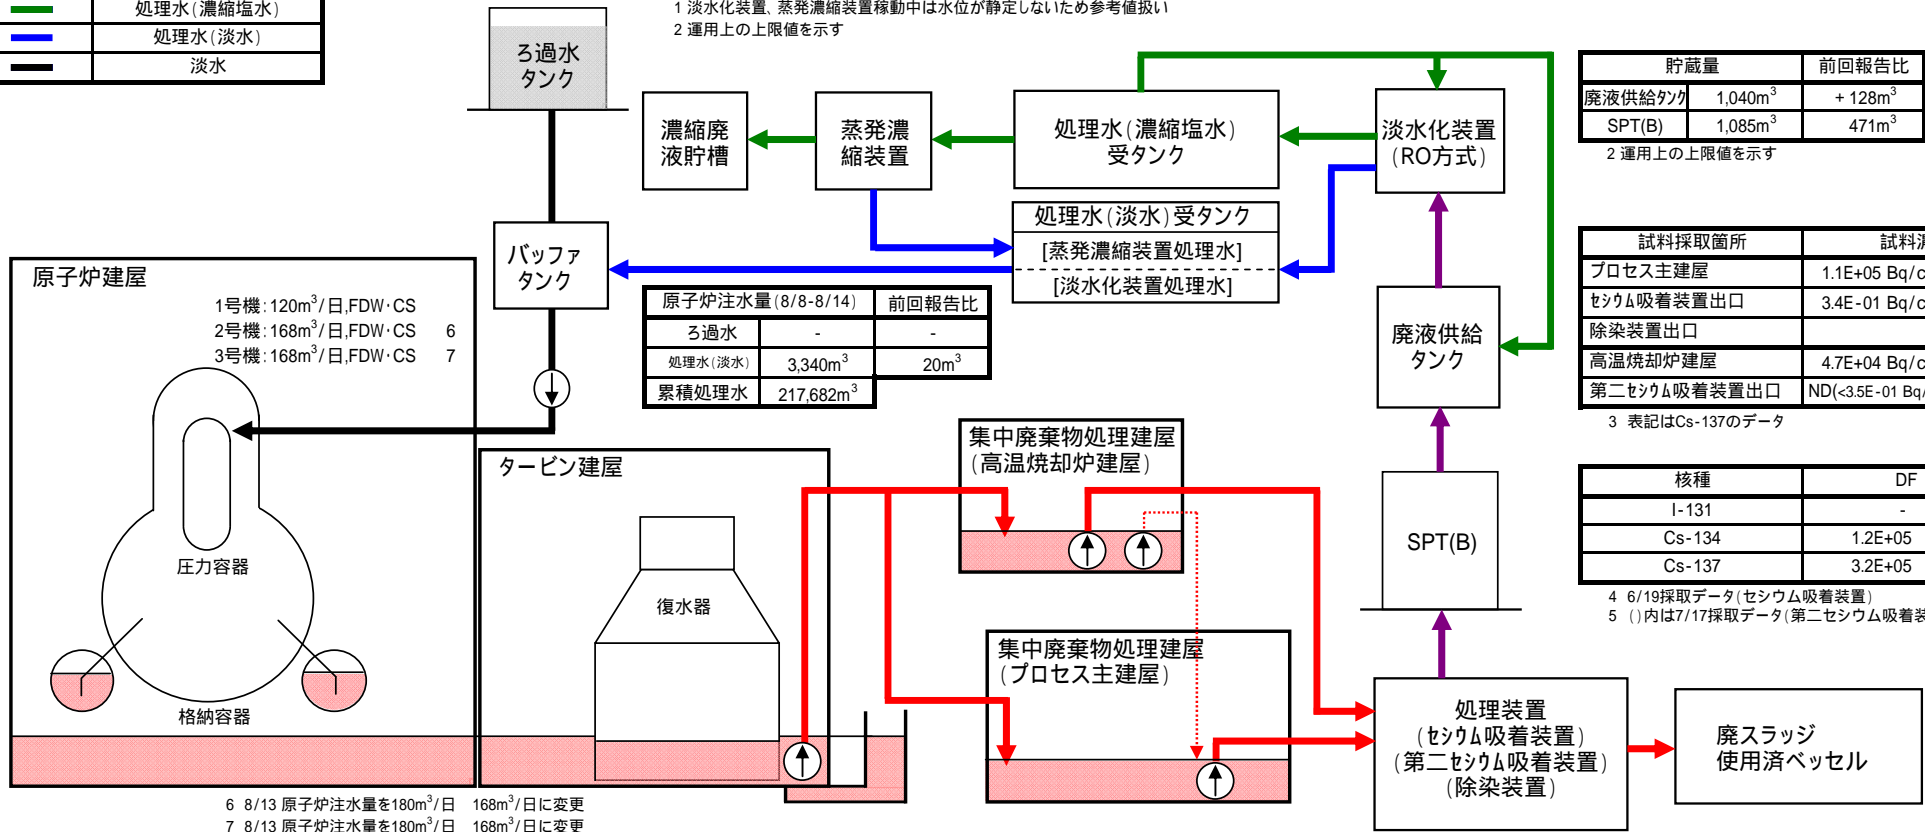 処理水(濃縮塩水)
処理水(淡水)
淡水
1 淡水化装置、蒸発濃縮装置稼動中は水位が静定しないため参考値扱い
2 運用上の上限値を示す
ろ過水
タンク
濃縮廃
液貯槽
蒸発濃
縮装置
処理水(濃縮塩水)
受タンク
淡水化装置
(RO方式)
貯蔵量 前回報告比
廃液供給タンク 1,040m³ + 128m³
SPT(B) 1,085m³ 471m³
2 運用上の上限値を示す
処理水(淡水)受タンク
[蒸発濃縮装置処理水]
[淡水化装置処理水]
バッファ
タンク
原子炉建屋
1号機:120m³/日,FDW・CS
2号機:168m³/日,FDW・CS 6
3号機:168m³/日,FDW・CS 7
原子炉注水量(8/8-8/14) 前回報告比
ろ過水 - -
処理水(淡水) 3,340m³ 20m³
累積処理水 217,682m³
廃液供給
タンク
試料採取箇所 試料
プロセス主建屋 1.1E+05 Bq/c
セシウム吸着装置出口 3.4E-01 Bq/c
除染装置出口
高温焼却炉建屋 4.7E+04 Bq/c
第二セシウム吸着装置出口 ND(<3.5E-01 Bq/
3 表記はCs-137のデータ
タービン建屋
集中廃棄物処理建屋
(高温焼却炉建屋)
核種 DF
I-131 -
Cs-134 1.2E+05
Cs-137 3.2E+05
4 6/19採取データ(セシウム吸着装置)
5 ()内は7/17採取データ(第二セシウム吸着装
SPT(B)
圧力容器
復水器
格納容器
集中廃棄物処理建屋
(プロセス主建屋)
処理装置
(セシウム吸着装置)
(第二セシウム吸着装置)
(除染装置)
廃スラッジ
使用済ベッセル
6 8/13 原子炉注水量を180m³/日 168m³/日に変更
7 8/13 原子炉注水量を180m³/日 168m³/日に変更